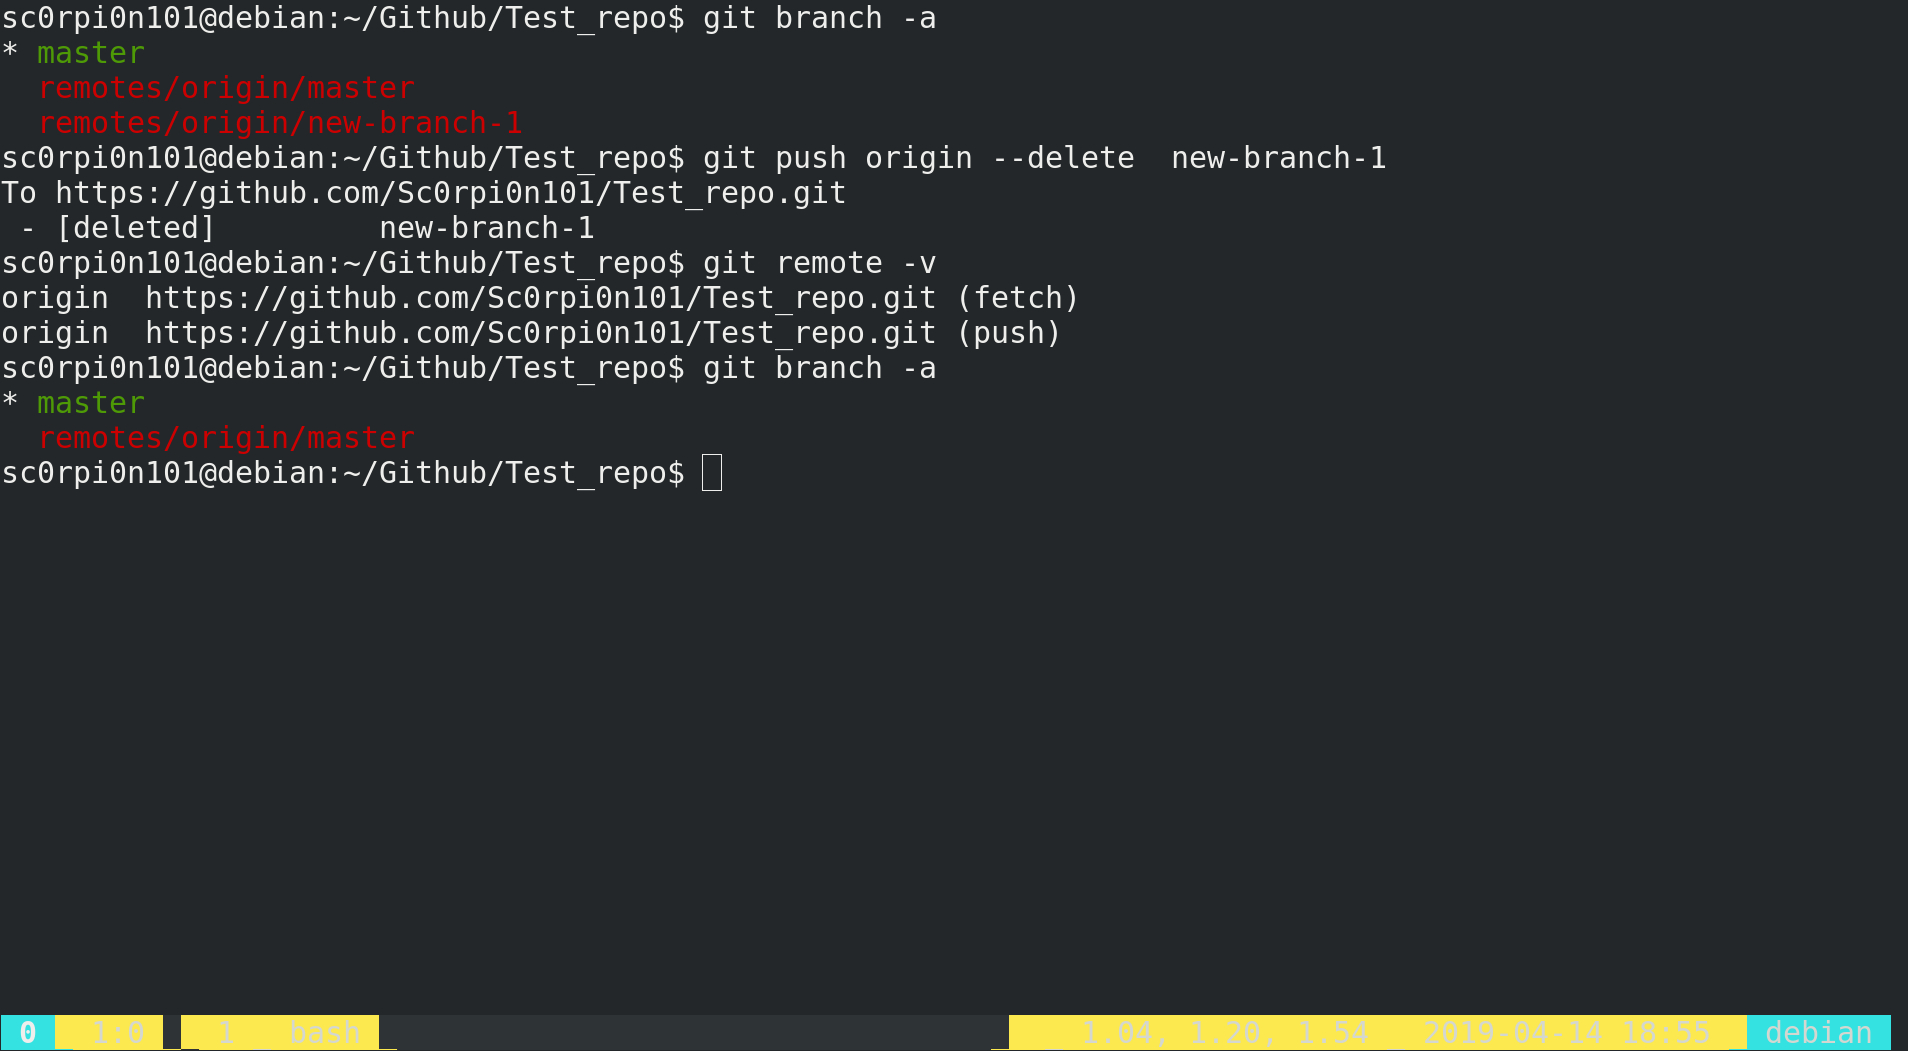 sc0rpi0n101@debian:~/Github/Test_repo$ git branch -a
* master
  remotes/origin/master
  remotes/origin/new-branch-1
sc0rpi0n101@debian:~/Github/Test_repo$ git push origin --delete  new-branch-1
To https://github.com/Sc0rpi0n101/Test_repo.git
 - [deleted]         new-branch-1
sc0rpi0n101@debian:~/Github/Test_repo$ git remote -v
origin  https://github.com/Sc0rpi0n101/Test_repo.git (fetch)
origin  https://github.com/Sc0rpi0n101/Test_repo.git (push)
sc0rpi0n101@debian:~/Github/Test_repo$ git branch -a
* master
  remotes/origin/master
sc0rpi0n101@debian:~/Github/Test_repo$
0 1:0 1 bash 1.04, 1.20, 1.54 2019-04-14 18:55 debian